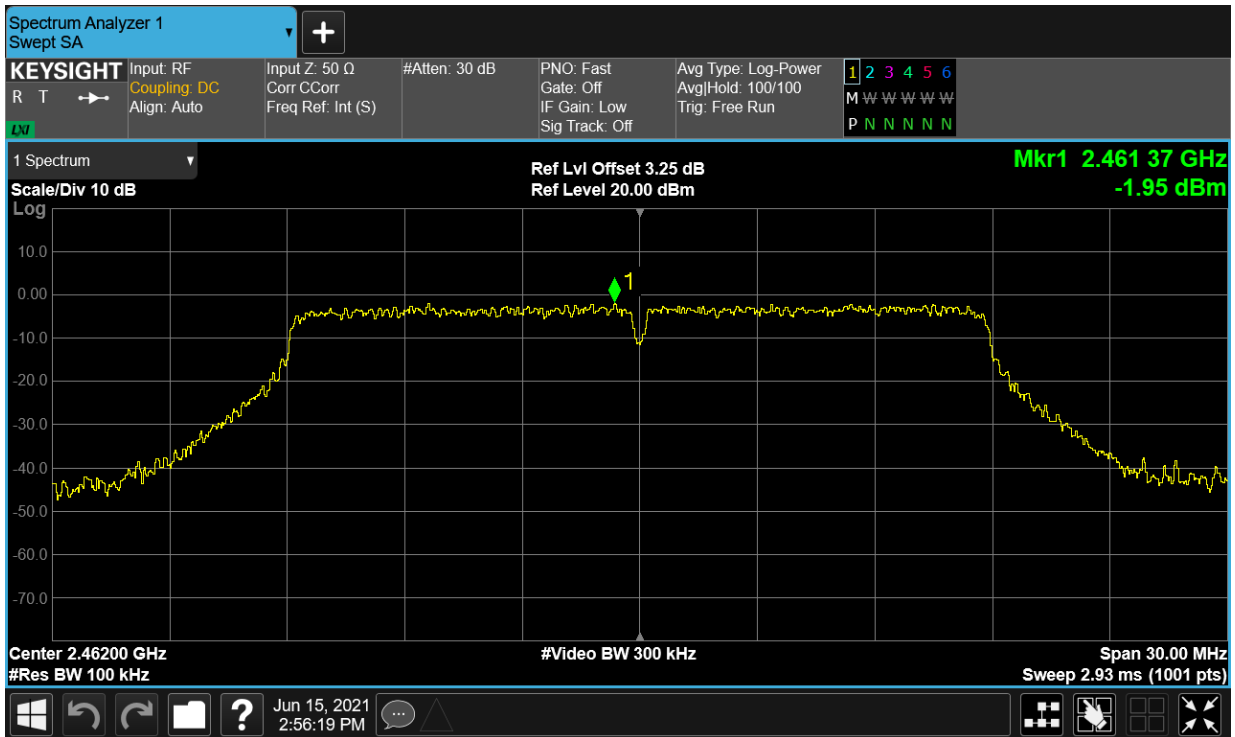 Spectrum Analyzer 1
Swept SA
+
KEYSIGHT
R T
LXI
Input: RF
Coupling: DC
Align: Auto
Input Z: 50 Ω
Corr CCorr
Freq Ref: Int (S)
#Atten: 30 dB
PNO: Fast
Gate: Off
IF Gain: Low
Sig Track: Off
Avg Type: Log-Power
Avg|Hold: 100/100
Trig: Free Run
1 2 3 4 5 6
M W W W W W
P N N N N N
1 Spectrum
Scale/Div 10 dB
Log
Ref Lvl Offset 3.25 dB
Ref Level 20.00 dBm
Mkr1 2.461 37 GHz
-1.95 dBm
10.0
0.00
-10.0
-20.0
-30.0
-40.0
-50.0
-60.0
-70.0
1
Center 2.46200 GHz
#Res BW 100 kHz
#Video BW 300 kHz
Span 30.00 MHz
Sweep 2.93 ms (1001 pts)
?
Jun 15, 2021
2:56:19 PM